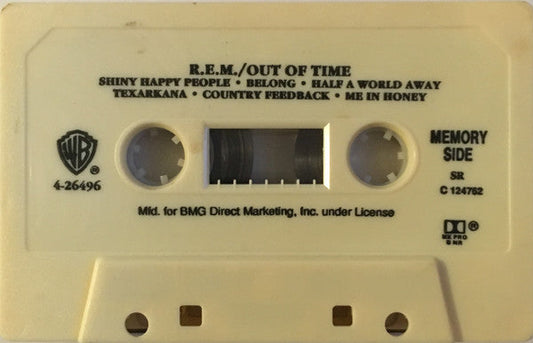 R.E.M./OUT OF TIME
SHINY HAPPY PEOPLE • BELONG • HALF A WORLD AWAY
TEXARKANA • COUNTRY FEEDBACK • ME IN HONEY
WB
®
4-26496
MEMORY
SIDE
SR
C 124762
Mfd. for BMG Direct Marketing, Inc. under License
®
HX PRO
B NR